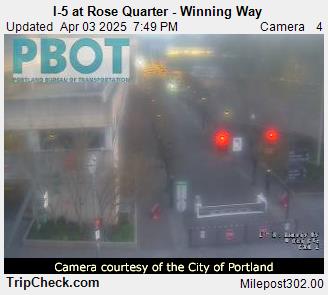 I-5 at Rose Quarter - Winning Way
Updated Apr 03 2025 7:49 PM Camera 4
PBOT
PORTLAND BUREAU OF TRANSPORTATION
Camera courtesy of the City of Portland
TripCheck.com Milepost302.00